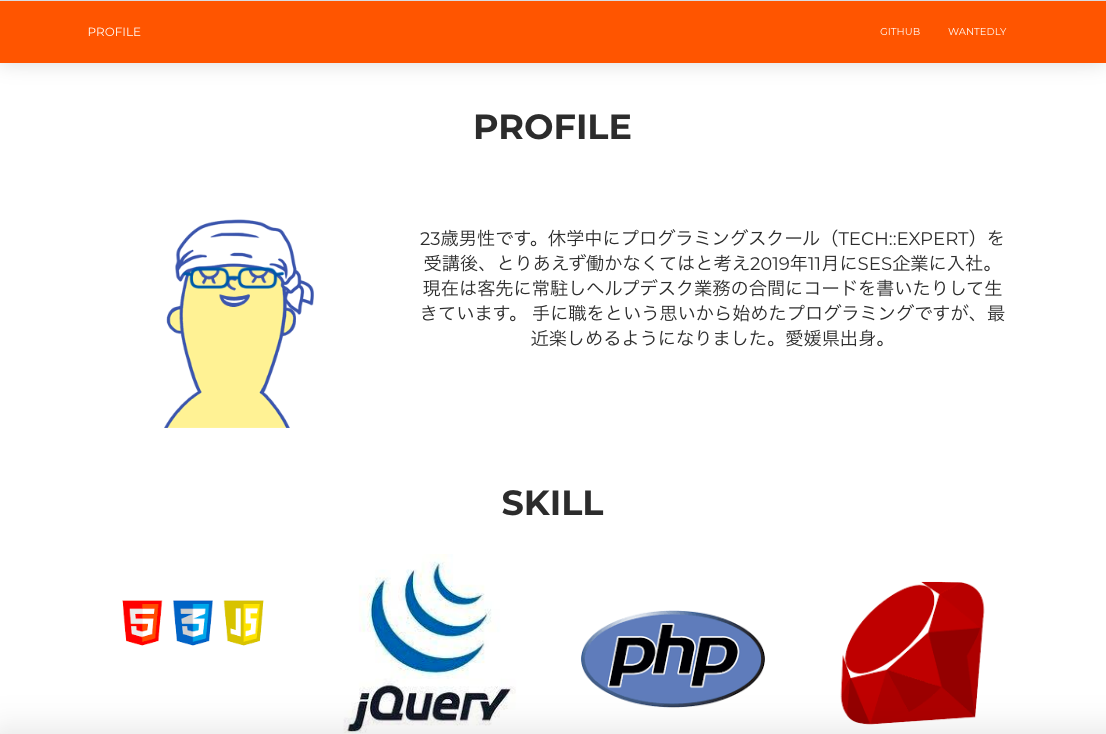 PROFILE
GITHUB
WANTEDLY
PROFILE
23歳男性です。休学中にプログラミングスクール（TECH::EXPERT）を
受講後、とりあえず働かなくてはと考え2019年11月にSES企業に入社。
現在は客先に常駐しヘルプデスク業務の合間にコードを書いたりして生
きています。 手に職をという思いから始めたプログラミングですが、最
近楽しめるようになりました。愛媛県出身。
SKILL
5
3
JS
jQuery
php